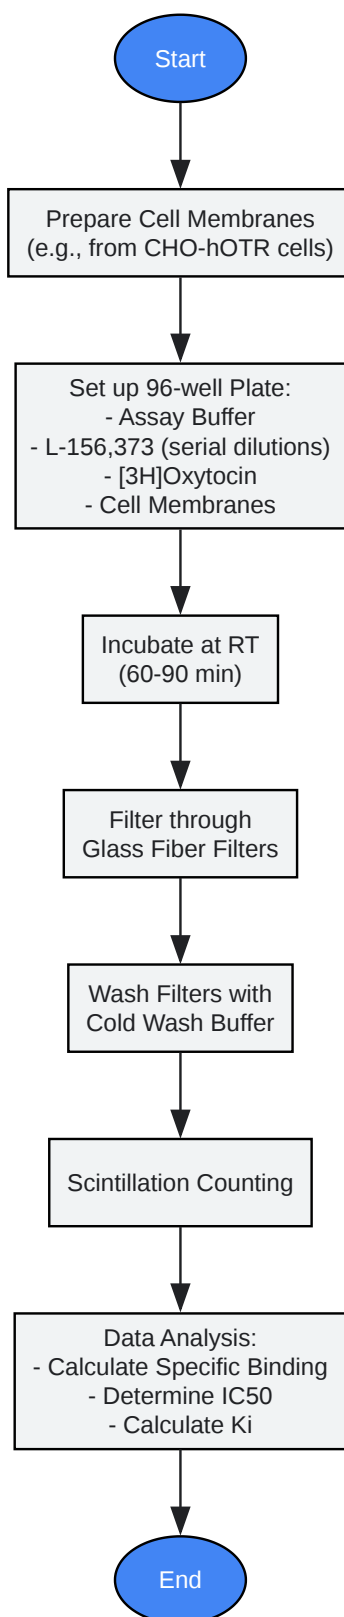 Start
Prepare Cell Membranes
(e.g., from CHO-hOTR cells)
Set up 96-well Plate:
- Assay Buffer
- L-156,373 (serial dilutions)
- [3H]Oxytocin
- Cell Membranes
Incubate at RT
(60-90 min)
Filter through
Glass Fiber Filters
Wash Filters with
Cold Wash Buffer
Scintillation Counting
Data Analysis:
- Calculate Specific Binding
- Determine IC50
- Calculate Ki
End